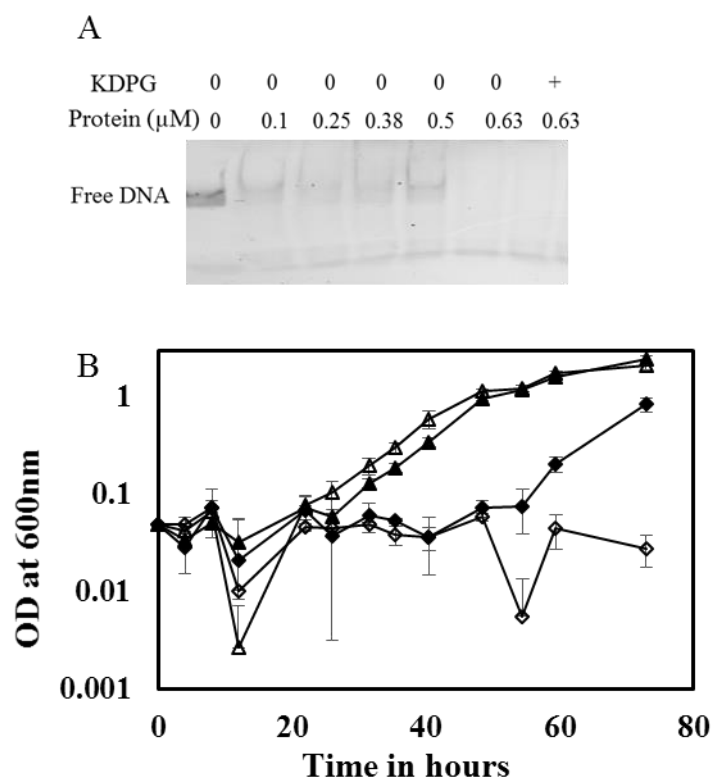 A
KDPG 0 0 0 0 0 0 +
Protein (µM) 0 0.1 0.25 0.38 0.5 0.63 0.63
Free DNA
B
1
0.1
0.01
0.001
OD at 600nm
0 20 40 60 80
Time in hours